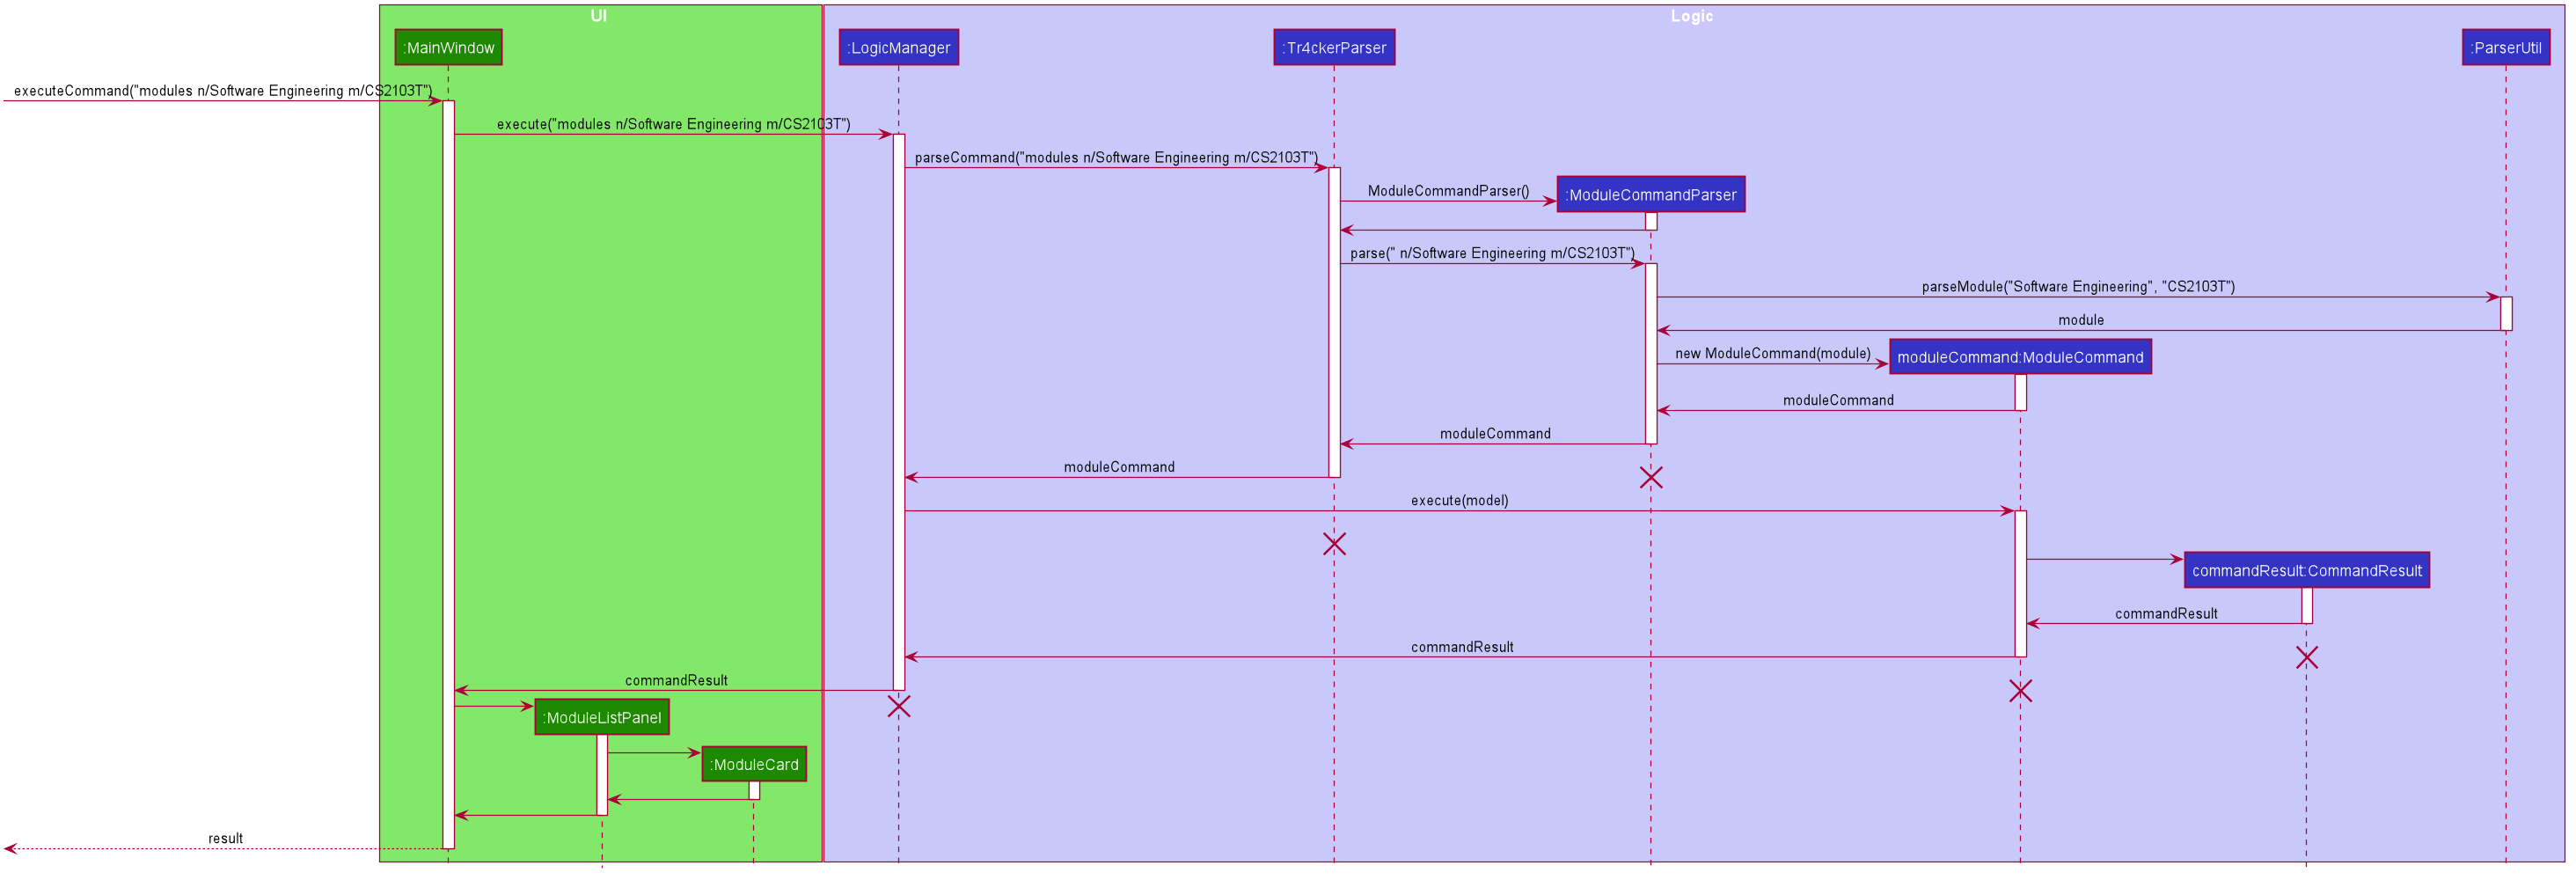 UI
Logic
:MainWindow
:LogicManager
:Tr4ckerParser
:ParserUtil
executeCommand("modules n/Software Engineering m/CS2103T")
execute("modules n/Software Engineering m/CS2103T")
parseCommand("modules n/Software Engineering m/CS2103T")
ModuleCommandParser()
:ModuleCommandParser
parse(" n/Software Engineering m/CS2103T")
parseModule("Software Engineering", "CS2103T")
module
new ModuleCommand(module)
moduleCommand:ModuleCommand
moduleCommand
moduleCommand
moduleCommand
execute(model)
commandResult:CommandResult
commandResult
commandResult
commandResult
:ModuleListPanel
:ModuleCard
result